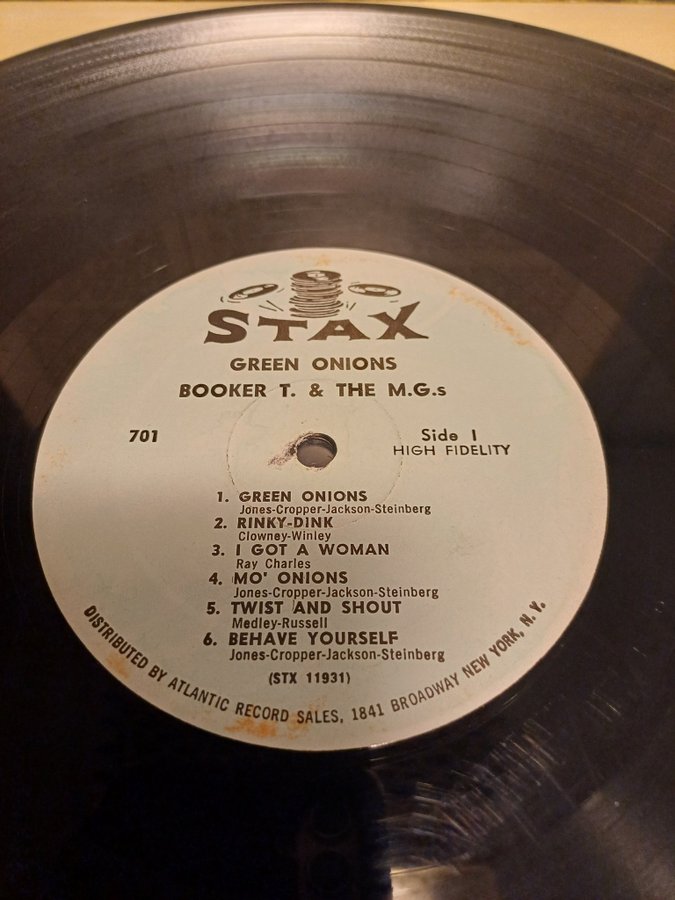 STAX
GREEN ONIONS
BOOKER T. & THE M.G.s
701
Side 1
HIGH FIDELITY
1. GREEN ONIONS
Jones-Cropper-Jackson-Steinberg
2. RINKY-DINK
Clowney-Winley
3. I GOT A WOMAN
Ray Charles
4. MO' ONIONS
Jones-Cropper-Jackson-Steinberg
5. TWIST AND SHOUT
Medley-Russell
6. BEHAVE YOURSELF
Jones-Cropper-Jackson-Steinberg
(STX 11931)
DISTRIBUTED BY ATLANTIC RECORD SALES, 1841 BROADWAY NEW YORK, N.Y.